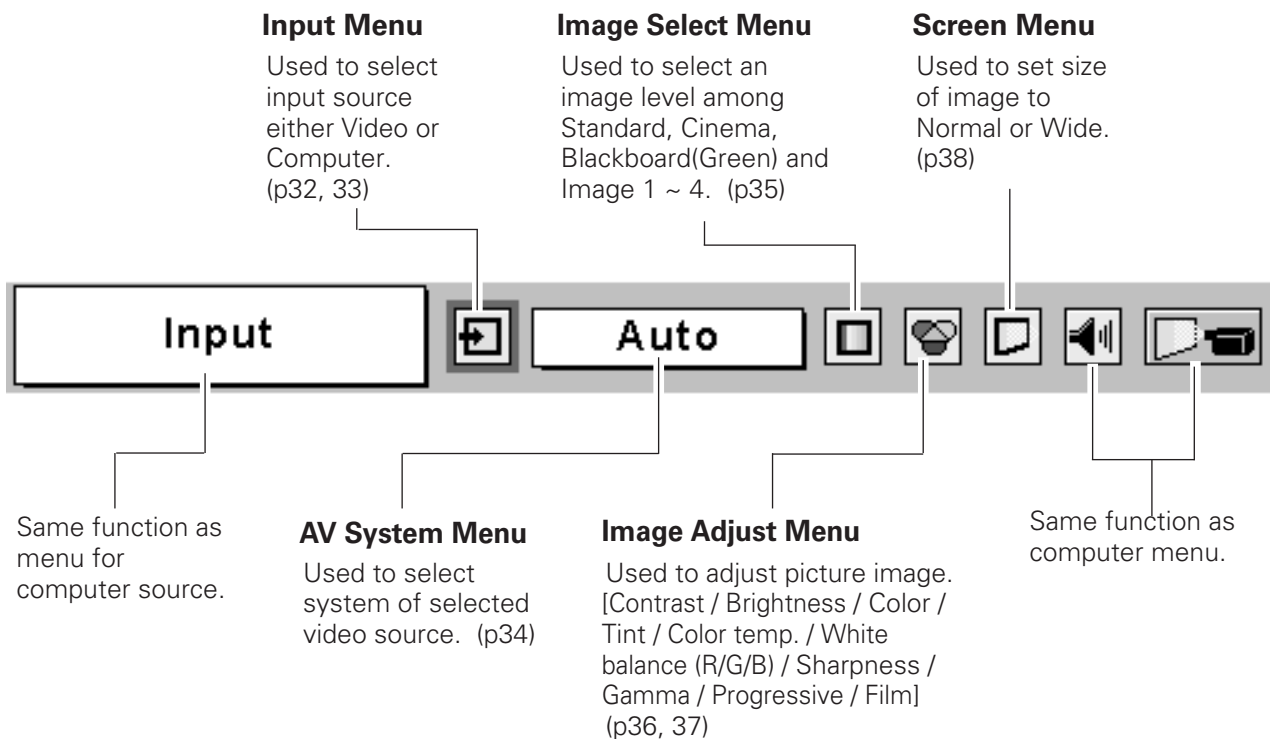 Input Menu
Used to select
input source
either Video or
Computer.
(p32, 33)
Image Select Menu
Used to select an
image level among
Standard, Cinema,
Blackboard(Green) and
Image 1 ~ 4.  (p35)
Screen Menu
Used to set size
of image to
Normal or Wide.
(p38)
Input
Auto
Same function as
menu for
computer source.
AV System Menu
Used to select
system of selected
video source.  (p34)
Image Adjust Menu
Used to adjust picture image.
[Contrast / Brightness / Color /
Tint / Color temp. / White
balance (R/G/B) / Sharpness /
Gamma / Progressive / Film]
(p36, 37)
Same function as
computer menu.